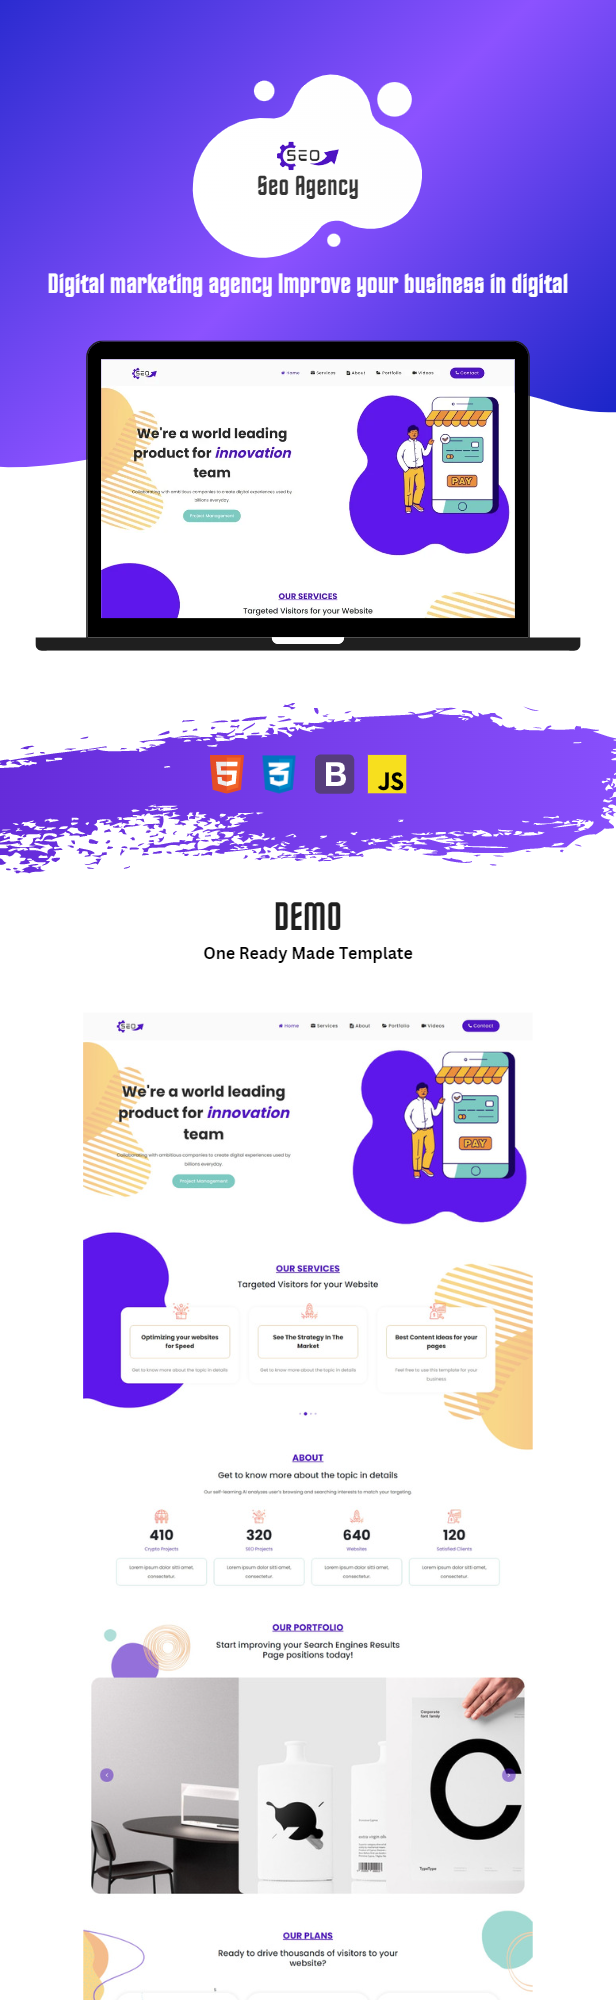 SEO
Seo Agency
Digital marketing agency Improve your business in digital
SEO
Home Services About Portfolio Videos Contact
We're a world leading
product for innovation
team
Collaborating with ambitious companies to create digital experiences used by
billions everyday.
Project Management
PAY
OUR SERVICES
Targeted Visitors for your Website
5 3 B JS
DEMO
One Ready Made Template
SEO
Home Services About Portfolio Videos Contact
We're a world leading
product for innovation
team
Collaborating with ambitious companies to create digital experiences used by
billions everyday.
Project Management
PAY
OUR SERVICES
Targeted Visitors for your Website
Optimizing your websites
for Speed
Get to know more about the topic in details
See The Strategy In The
Market
Get to know more about the topic in details
Best Content Ideas for your
pages
Feel free to use this template for your
business
ABOUT
Get to know more about the topic in details
Our self-learning AI analyses user's browsing and searching interests to match your targeting.
410 320 640 120
Crypto Projects SEO Projects Websites Satisfied Clients
Lorem ipsum dolor sitti amet,
consectetur.
Lorem ipsum dolor sitti amet,
consectetur.
Lorem ipsum dolor sitti amet,
consectetur.
Lorem ipsum dolor sitti amet,
consectetur.
OUR PORTFOLIO
Start improving your Search Engines Results
Page positions today!
Corporate
font family
C
TypeType
OUR PLANS
Ready to drive thousands of visitors to your
website?